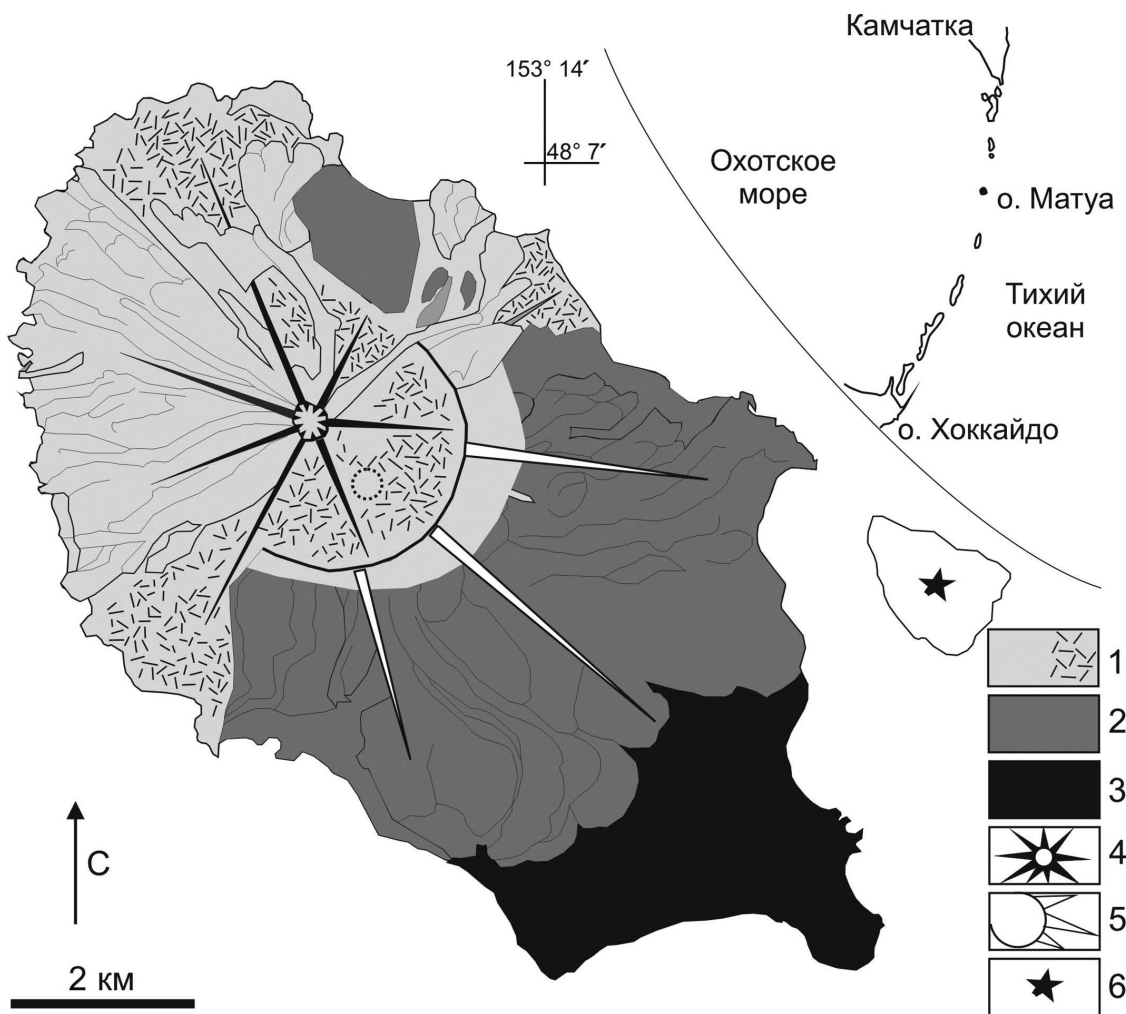 Камчатка
153° 14′
48° 7′
Охотское
море
о. Матуа
Тихий
океан
о. Хоккайдо
1
2
3
4
5
6
С
2 км